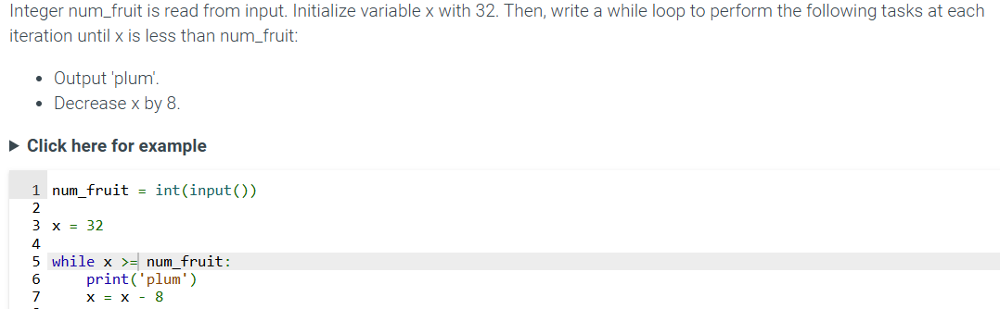 Integer num_fruit is read from input. Initialize variable x with 32. Then, write a while loop to perform the following tasks at each
iteration until x is less than num_fruit:
• Output 'plum'.
• Decrease x by 8.
▶ Click here for example
1 num_fruit = int(input())
2
3 x = 32
4
5 while x >= num_fruit:
6     print('plum')
7     x = x - 8